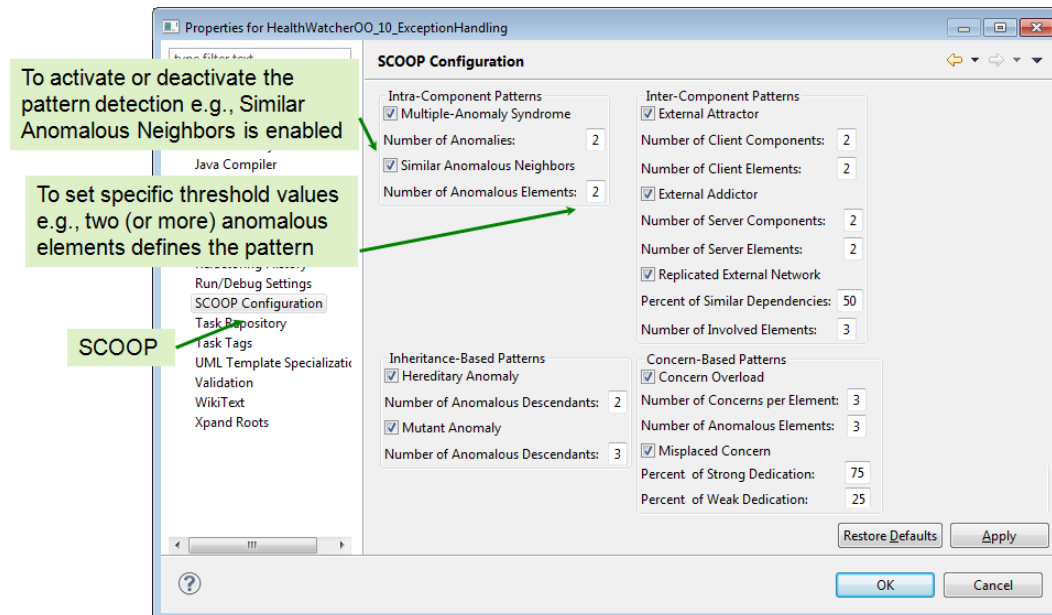 Properties for HealthWatcherOO_10_ExceptionHandling
To activate or deactivate the
pattern detection e.g., Similar
Anomalous Neighbors is enabled
Java Compiler
To set specific threshold values
e.g., two (or more) anomalous
elements defines the pattern
Run/Debug Settings
SCOOP Configuration
Task Repository
Task Tags
UML Template Specializatio
Validation
WikiText
Xpand Roots
SCOOP
SCOOP Configuration
Intra-Component Patterns
Multiple-Anomaly Syndrome
Number of Anomalies: 2
Similar Anomalous Neighbors
Number of Anomalous Elements: 2
Inter-Component Patterns
External Attractor
Number of Client Components: 2
Number of Client Elements: 2
External Addictor
Number of Server Components: 2
Number of Server Elements: 2
Replicated External Network
Percent of Similar Dependencies: 50
Number of Involved Elements: 3
Inheritance-Based Patterns
Hereditary Anomaly
Number of Anomalous Descendants: 2
Mutant Anomaly
Number of Anomalous Descendants: 3
Concern-Based Patterns
Concern Overload
Number of Concerns per Element: 3
Number of Anomalous Elements: 3
Misplaced Concern
Percent of Strong Dedication: 75
Percent of Weak Dedication: 25
Restore Defaults
Apply
OK
Cancel